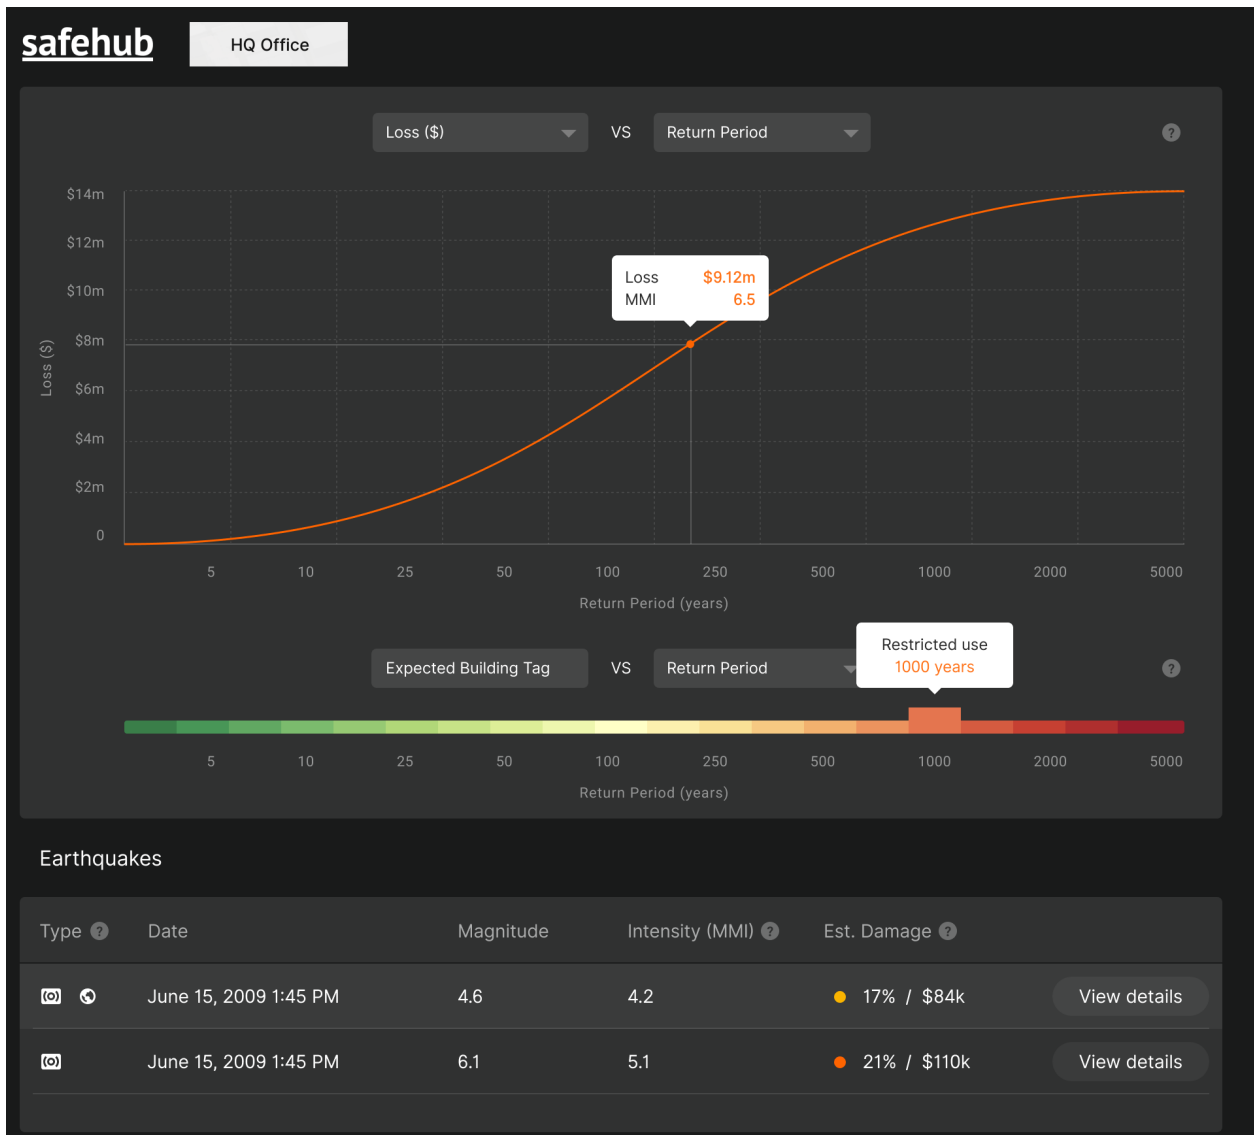 safehub
HQ Office
Loss ($) VS Return Period ?
$14m
$12m
$10m
$8m
$6m
$4m
$2m
0
Loss ($)
Loss $9.12m
MMI 6.5
5 10 25 50 100 250 500 1000 2000 5000
Return Period (years)
Expected Building Tag VS Return Period ?
Restricted use
1000 years
5 10 25 50 100 250 500 1000 2000 5000
Return Period (years)
Earthquakes
Type ? Date Magnitude Intensity (MMI) ? Est. Damage ?
June 15, 2009 1:45 PM 4.6 4.2 17% / $84k View details
June 15, 2009 1:45 PM 6.1 5.1 21% / $110k View details